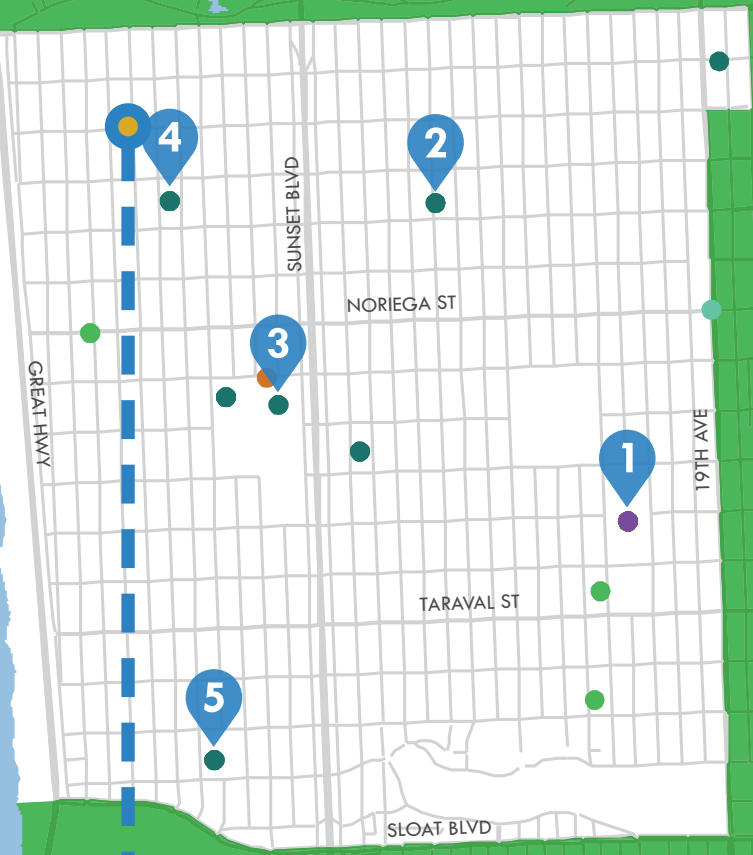 4
2
SUNSET BLVD
NORIEGA ST
3
GREAT HWY
19TH AVE
1
TARAVAL ST
5
SLOAT BLVD